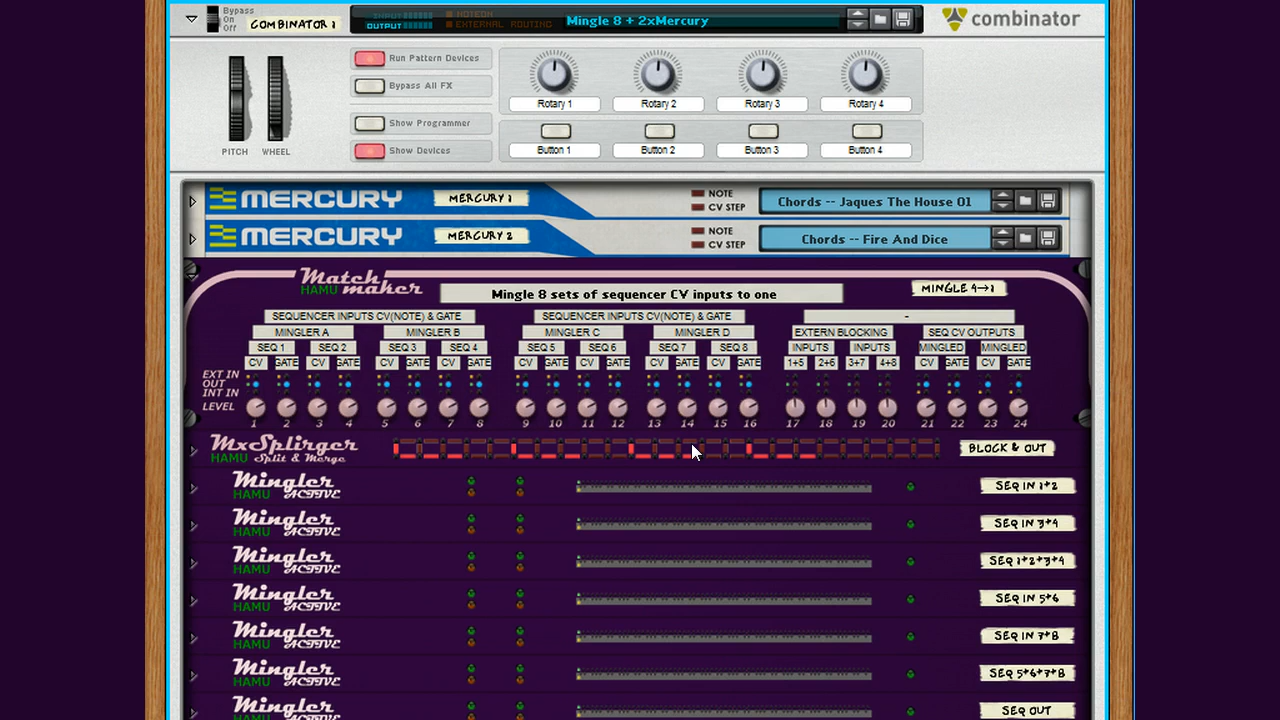 Bypass
On
Off
COMBINATOR 1
INPUT
OUTPUT
NOTEON
EXTERNAL ROUTING
Mingle 8 + 2xMercury
combinator
Run Pattern Devices
Bypass All FX
Show Programmer
Show Devices
PITCH WHEEL
Rotary 1 Rotary 2 Rotary 3 Rotary 4
Button 1 Button 2 Button 3 Button 4
MERCURY MERCURY 1 NOTE
CV STEP
Chords -- Jaques The House 01
MERCURY MERCURY 2 NOTE
CV STEP
Chords -- Fire And Dice
Match
HAMU maker
Mingle 8 sets of sequencer CV inputs to one
MINGLE 4→1
SEQUENCER INPUTS CV(NOTE) & GATE SEQUENCER INPUTS CV(NOTE) & GATE -
MINGLER A MINGLER B MINGLER C MINGLER D EXTERN BLOCKING SEQ CV OUTPUTS
SEQ 1 SEQ 2 SEQ 3 SEQ 4 SEQ 5 SEQ 6 SEQ 7 SEQ 8 INPUTS INPUTS MINGLED MINGLED
CV GATE CV GATE CV GATE CV GATE CV GATE CV GATE CV GATE CV GATE 1+5 2+6 3+7 4+8 CV GATE CV GATE
EXT IN
OUT
INT IN
LEVEL
1 2 3 4 5 6 7 8 9 10 11 12 13 14 15 16 17 18 19 20 21 22 23 24
MxSplirger
HAMU Split & Merge
BLOCK & OUT
Mingler
HAMU ACTIVE
SEQ IN 1+2
Mingler
HAMU ACTIVE
SEQ IN 3+4
Mingler
HAMU ACTIVE
SEQ 1+2+3+4
Mingler
HAMU ACTIVE
SEQ IN 5+6
Mingler
HAMU ACTIVE
SEQ IN 7+8
Mingler
HAMU ACTIVE
SEQ 5+6+7+8
Mingler
SEQ OUT